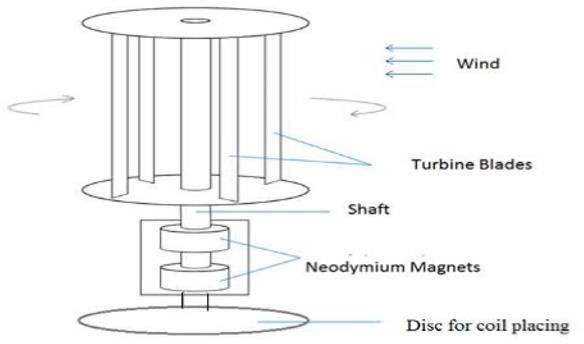 Wind
Turbine Blades
Shaft
Neodymium Magnets
Disc for coil placing